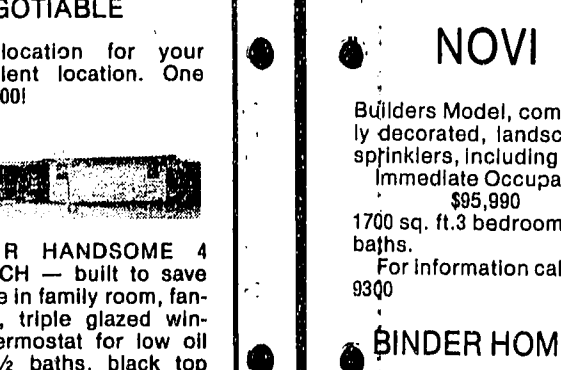 GOTIABLE
location for your
lent location. One
00!
R HANDSOME 4
CH — built to save
e in family room, fan-
, triple glazed win-
ermostat for low oil
½ baths, black top
NOVI
Builders Model, com
ly decorated, landsc
sprinklers, including
Immediate Occupa
$95,990
1700 sq. ft.3 bedroom
baths.
For information cal
9300
BINDER HOM